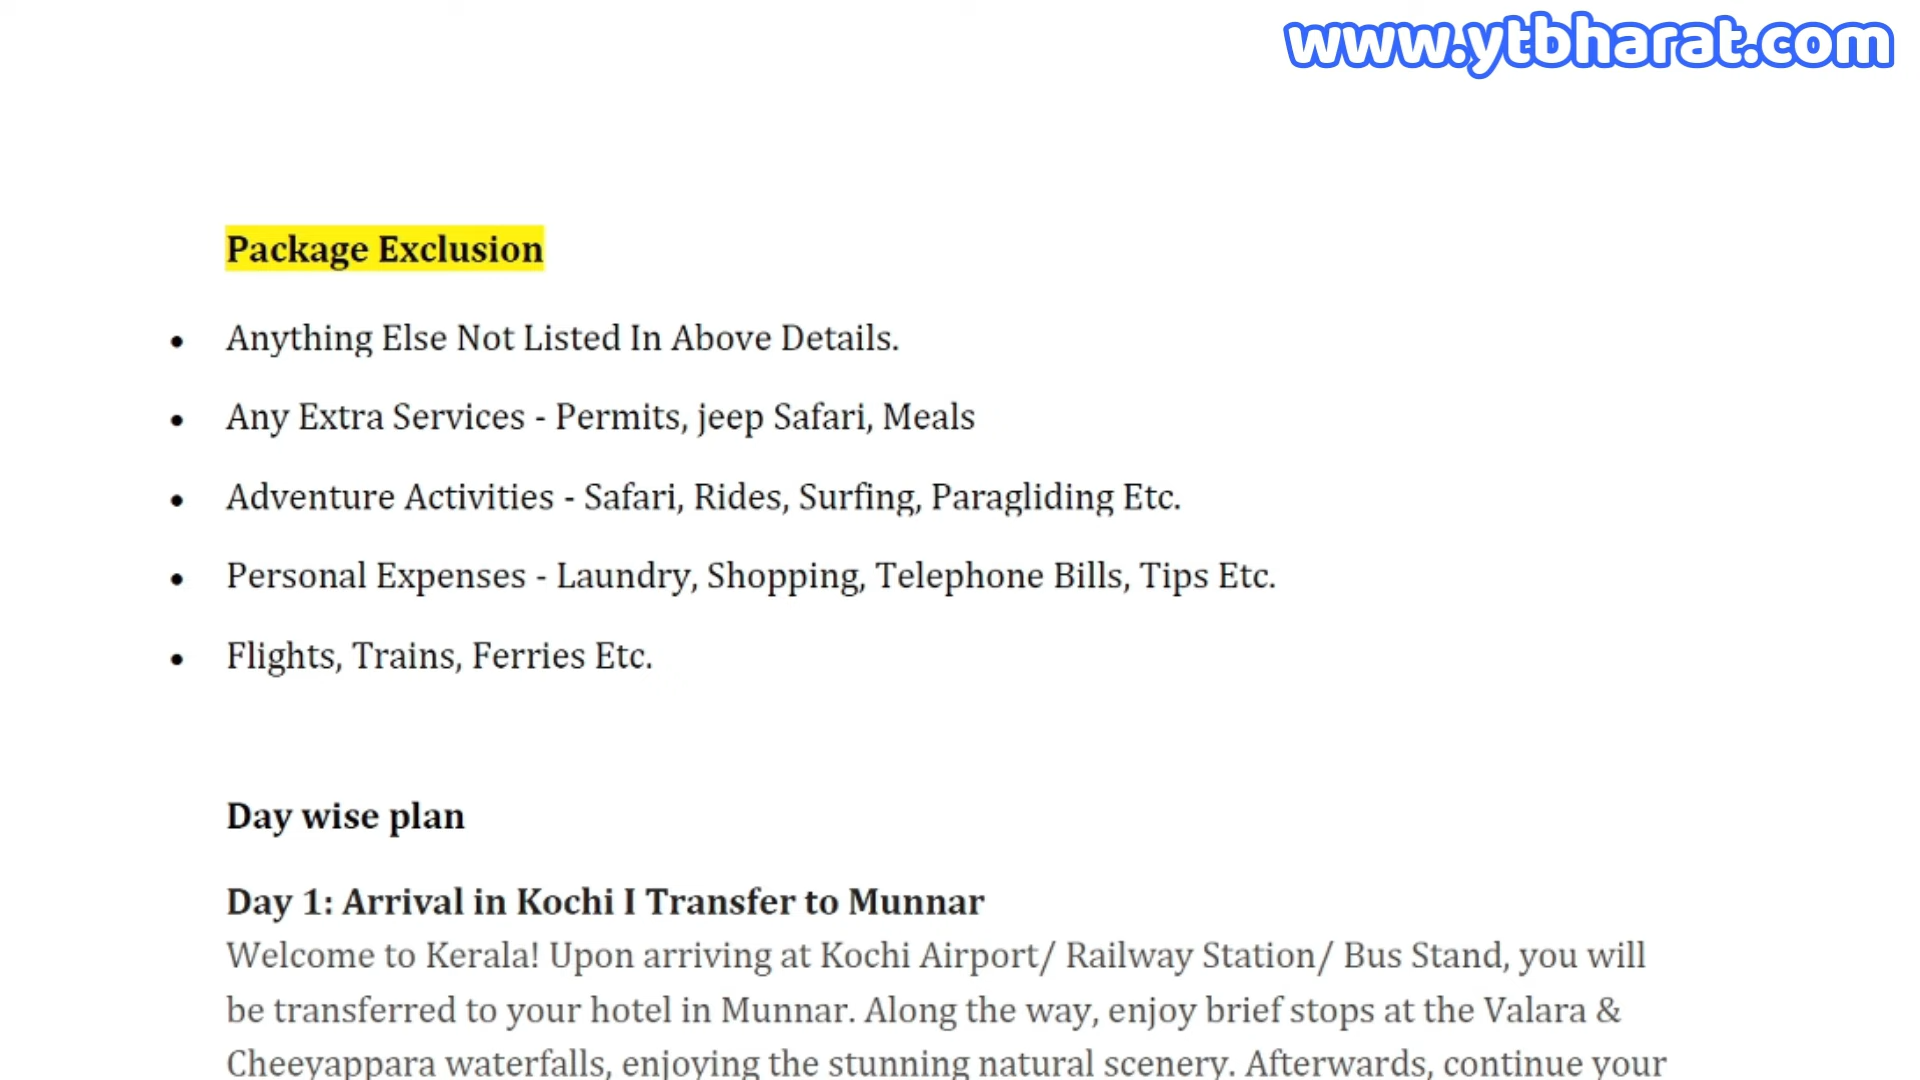 www.ytbharat.com
Package Exclusion
• Anything Else Not Listed In Above Details.
• Any Extra Services - Permits, jeep Safari, Meals
• Adventure Activities - Safari, Rides, Surfing, Paragliding Etc.
• Personal Expenses - Laundry, Shopping, Telephone Bills, Tips Etc.
• Flights, Trains, Ferries Etc.
Day wise plan
Day 1: Arrival in Kochi I Transfer to Munnar
Welcome to Kerala! Upon arriving at Kochi Airport/ Railway Station/ Bus Stand, you will
be transferred to your hotel in Munnar. Along the way, enjoy brief stops at the Valara &
Cheeyappara waterfalls, enjoying the stunning natural scenery. Afterwards, continue your